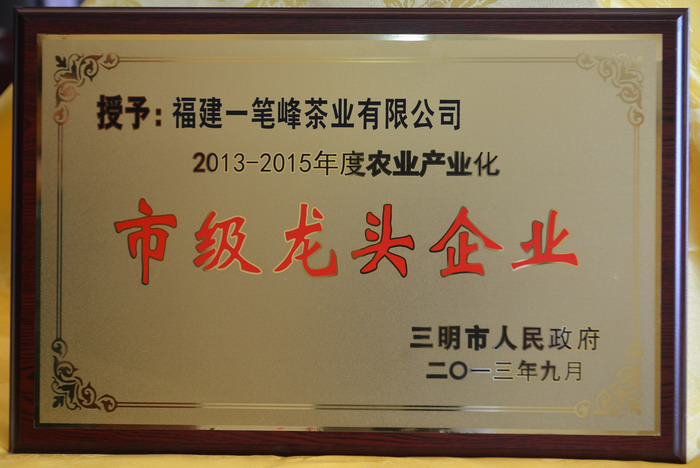 授予：福建一笔峰茶业有限公司
2013-2015年度农业产业化
市级龙头企业
三明市人民政府
二〇一三年九月